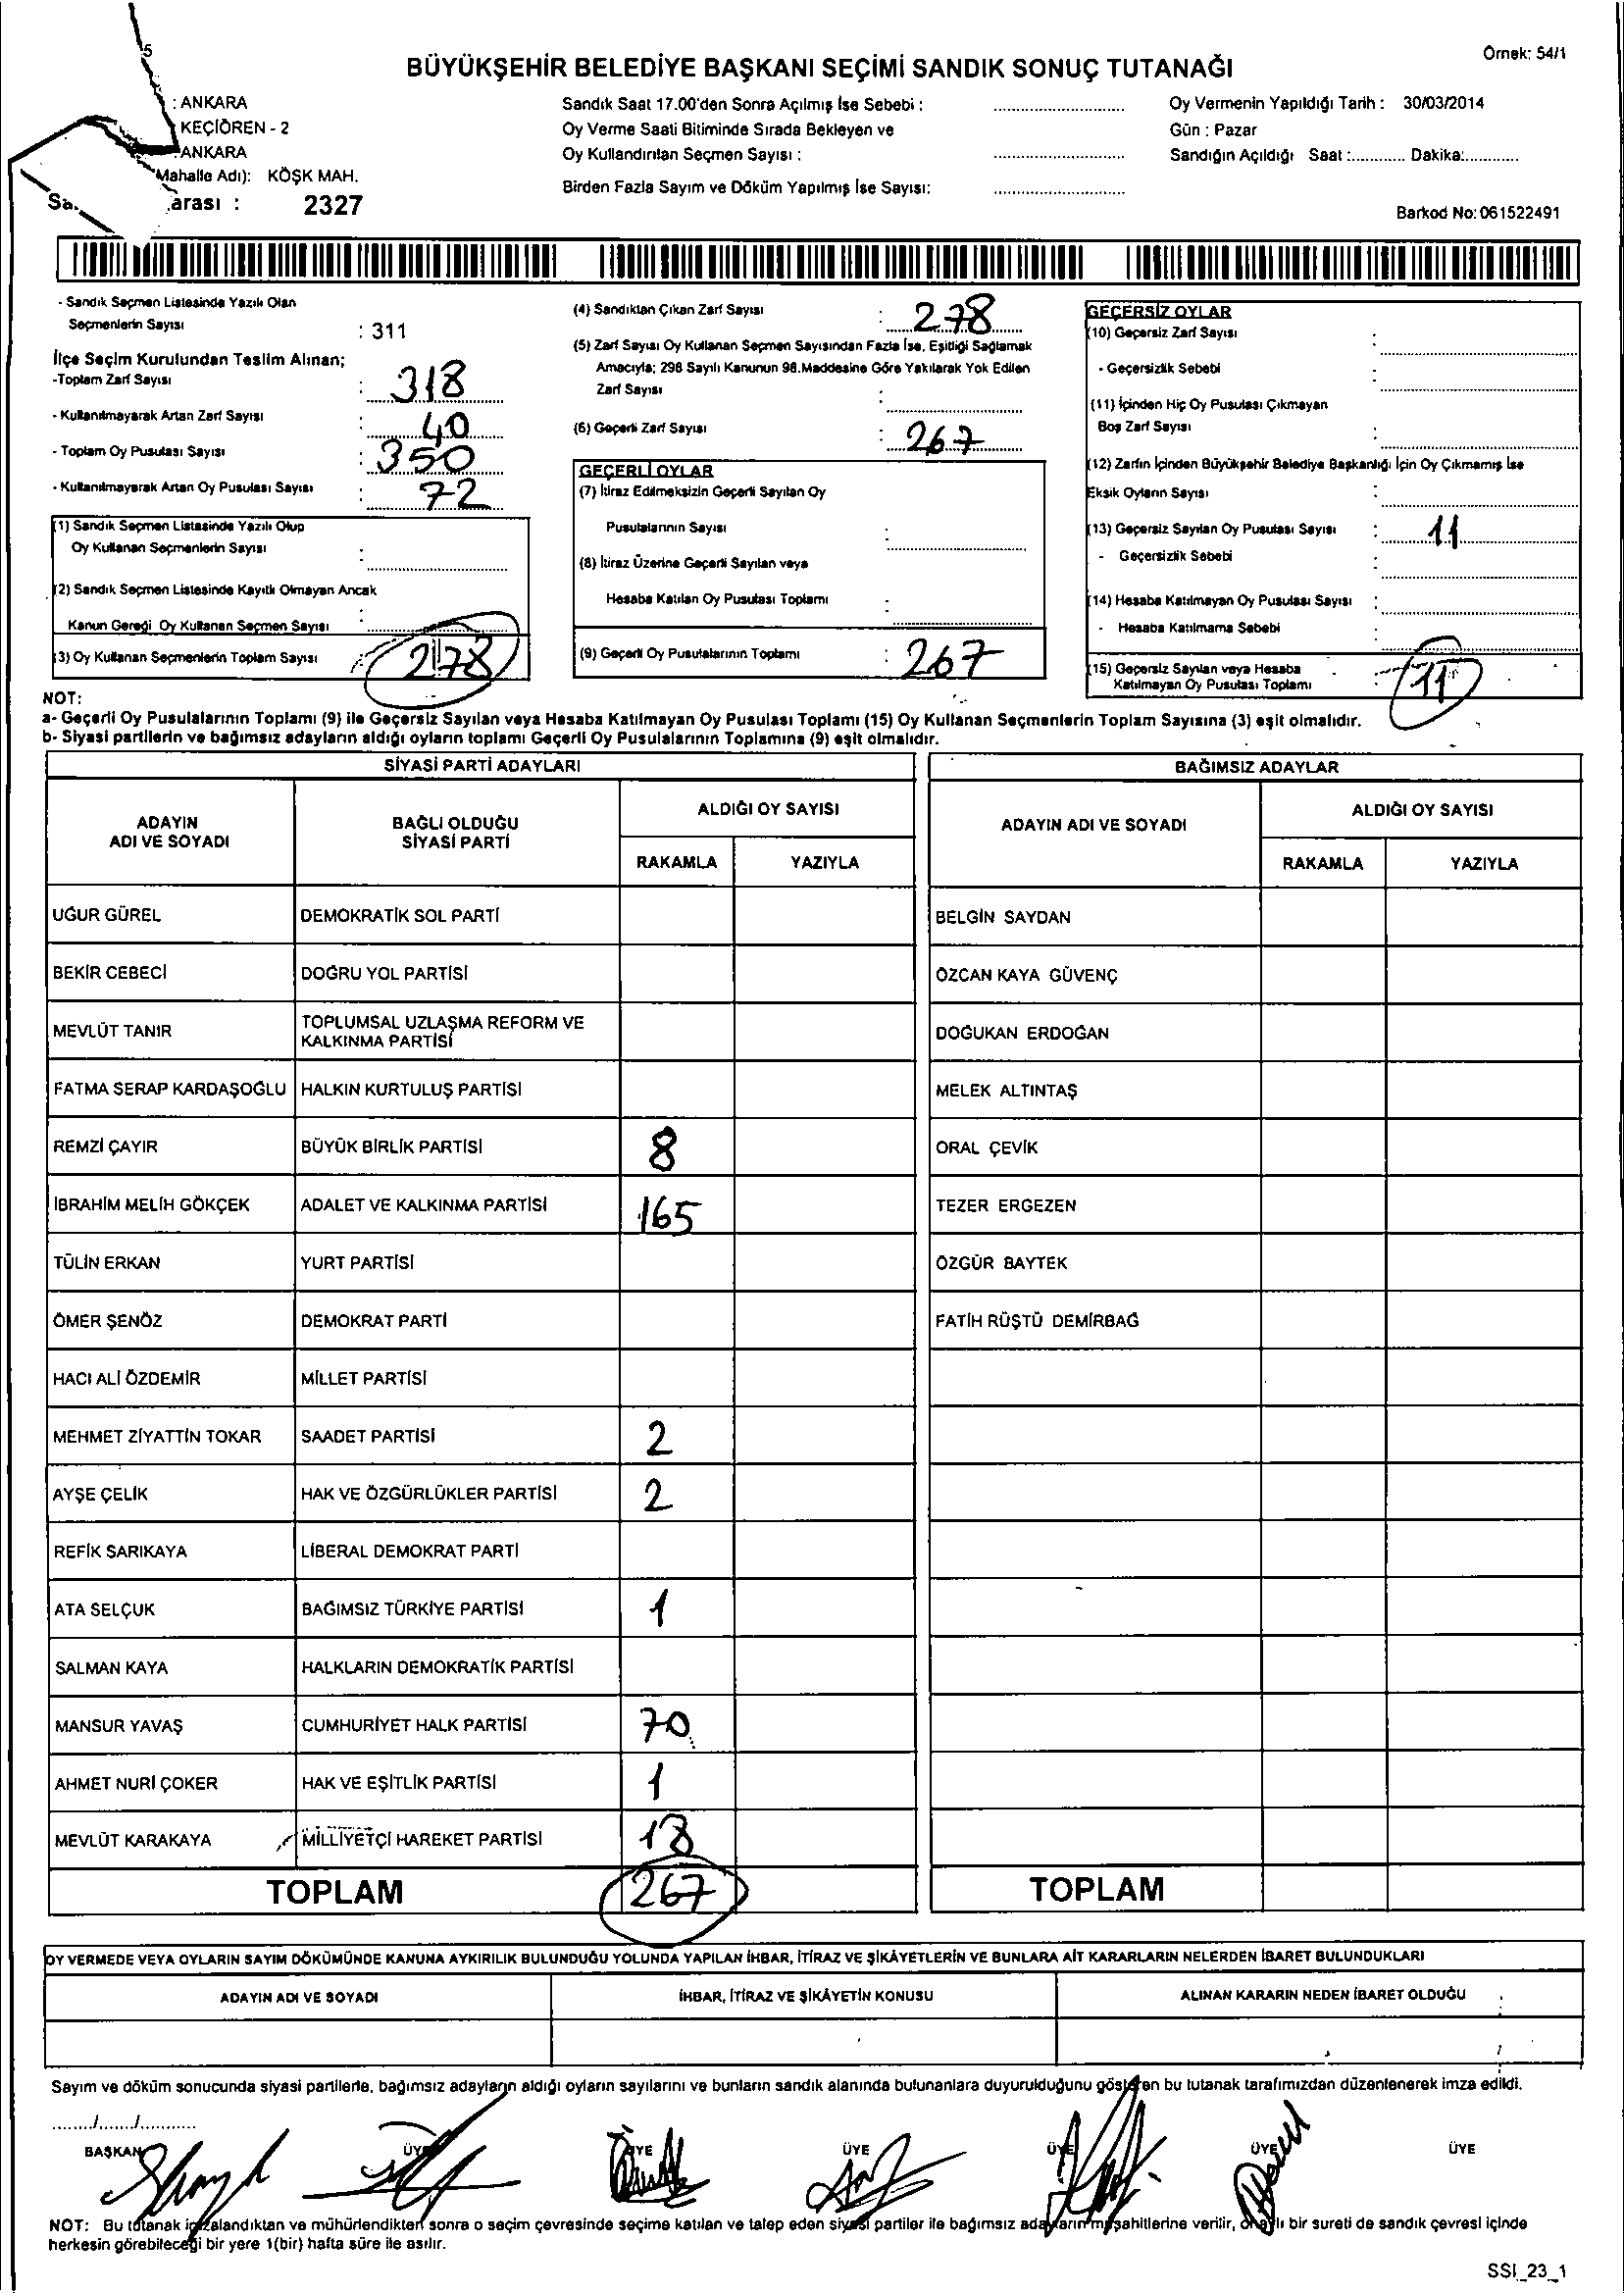 5
Örnek: 54/1
BÜYÜKŞEHİR BELEDİYE BAŞKANI SEÇİMİ SANDIK SONUÇ TUTANAĞI
: ANKARA
KEÇİÖREN - 2
ANKARA
Mahalle Adı): KÖŞK MAH.
arası : 2327
Sandık Saat 17.00'den Sonra Açılmış İse Sebebi :
Oy Verme Saati Bitiminde Sırada Bekleyen ve
Oy Kullandırılan Seçmen Sayısı :
Birden Fazla Sayım ve Döküm Yapılmış İse Sayısı:
Oy Vermenin Yapıldığı Tarih : 30/03/2014
Gün : Pazar
Sandığın Açıldığı Saat :............ Dakika:............
Barkod No: 061522491
- Sandık Seçmen Listesinde Yazılı Olan
Seçmenlerin Sayısı : 311
İlçe Seçim Kurulundan Teslim Alınan;
-Toplam Zarf Sayısı : 318
- Kullanılmayarak Artan Zarf Sayısı : 40
- Toplam Oy Pusulası Sayısı : 350
- Kullanılmayarak Artan Oy Pusulası Sayısı : 72
(1) Sandık Seçmen Listesinde Yazılı Olup
Oy Kullanan Seçmenlerin Sayısı :
(2) Sandık Seçmen Listesinde Kayıtlı Olmayan Ancak
Kanun Gereği Oy Kullanan Seçmen Sayısı :
(3) Oy Kullanan Seçmenlerin Toplam Sayısı 278
(4) Sandıktan Çıkan Zarf Sayısı : 278
(5) Zarf Sayısı Oy Kullanan Seçmen Sayısından Fazla İse, Eşitliği Sağlamak
Amacıyla; 298 Sayılı Kanunun 98.Maddesine Göre Yakılarak Yok Edilen
Zarf Sayısı :
(6) Geçerli Zarf Sayısı : 267
GEÇERLİ OYLAR
(7) İtiraz Edilmeksizin Geçerli Sayılan Oy
Pusulalarının Sayısı :
(8) İtiraz Üzerine Geçerli Sayılan veya
Hesaba Katılan Oy Pusulası Toplamı :
(9) Geçerli Oy Pusulalarının Toplamı : 267
GEÇERSİZ OYLAR
(10) Geçersiz Zarf Sayısı :
- Geçersizlik Sebebi :
(11) İçinden Hiç Oy Pusulası Çıkmayan
Boş Zarf Sayısı :
(12) Zarfın İçinden Büyükşehir Belediye Başkanlığı İçin Oy Çıkmamış İse
Eksik Oyların Sayısı :
(13) Geçersiz Sayılan Oy Pusulası Sayısı : 11
- Geçersizlik Sebebi :
(14) Hesaba Katılmayan Oy Pusulası Sayısı :
- Hesaba Katılmama Sebebi :
(15) Geçersiz Sayılan veya Hesaba
Katılmayan Oy Pusulası Toplamı : 11
NOT:
a- Geçerli Oy Pusulalarının Toplamı (9) ile Geçersiz Sayılan veya Hesaba Katılmayan Oy Pusulası Toplamı (15) Oy Kullanan Seçmenlerin Toplam Sayısına (3) eşit olmalıdır.
b- Siyasi partilerin ve bağımsız adayların aldığı oyların toplamı Geçerli Oy Pusulalarının Toplamına (9) eşit olmalıdır.
SİYASİ PARTİ ADAYLARI
ADAYIN
ADI VE SOYADI
BAĞLI OLDUĞU
SİYASİ PARTİ
ALDIĞI OY SAYISI
RAKAMLA YAZIYLA
UĞUR GÜREL DEMOKRATİK SOL PARTİ
BEKİR CEBECİ DOĞRU YOL PARTİSİ
MEVLÜT TANIR TOPLUMSAL UZLAŞMA REFORM VE
KALKINMA PARTİSİ
FATMA SERAP KARDAŞOĞLU HALKIN KURTULUŞ PARTİSİ
REMZİ ÇAYIR BÜYÜK BİRLİK PARTİSİ 8
İBRAHİM MELİH GÖKÇEK ADALET VE KALKINMA PARTİSİ 165
TÜLİN ERKAN YURT PARTİSİ
ÖMER ŞENÖZ DEMOKRAT PARTİ
HACI ALİ ÖZDEMİR MİLLET PARTİSİ
MEHMET ZİYATTİN TOKAR SAADET PARTİSİ 2
AYŞE ÇELİK HAK VE ÖZGÜRLÜKLER PARTİSİ 2
REFİK SARIKAYA LİBERAL DEMOKRAT PARTİ
ATA SELÇUK BAĞIMSIZ TÜRKİYE PARTİSİ 1
SALMAN KAYA HALKLARIN DEMOKRATİK PARTİSİ
MANSUR YAVAŞ CUMHURİYET HALK PARTİSİ 70
AHMET NURİ ÇOKER HAK VE EŞİTLİK PARTİSİ 1
MEVLÜT KARAKAYA MİLLİYETÇİ HAREKET PARTİSİ 18
TOPLAM 267
BAĞIMSIZ ADAYLAR
ADAYIN ADI VE SOYADI
ALDIĞI OY SAYISI
RAKAMLA YAZIYLA
BELGİN SAYDAN
ÖZCAN KAYA GÜVENÇ
DOĞUKAN ERDOĞAN
MELEK ALTINTAŞ
ORAL ÇEVİK
TEZER ERGEZEN
ÖZGÜR BAYTEK
FATİH RÜŞTÜ DEMİRBAĞ
TOPLAM
OY VERMEDE VEYA OYLARIN SAYIM DÖKÜMÜNDE KANUNA AYKIRILIK BULUNDUĞU YOLUNDA YAPILAN İHBAR, İTİRAZ VE ŞİKÂYETLERİN VE BUNLARA AİT KARARLARIN NELERDEN İBARET BULUNDUKLARI
ADAYIN ADI VE SOYADI İHBAR, İTİRAZ VE ŞİKÂYETİN KONUSU ALINAN KARARIN NEDEN İBARET OLDUĞU
Sayım ve döküm sonucunda siyasi partilerle, bağımsız adayların aldığı oyların sayılarını ve bunların sandık alanında bulunanlara duyurulduğunu gösteren bu tutanak tarafımızdan düzenlenerek imza edildi.
......../......../............
BAŞKAN ÜYE ÜYE ÜYE ÜYE ÜYE ÜYE
NOT: Bu tutanak imzalandıktan ve mühürlendikten sonra o seçim çevresinde seçime katılan ve talep eden siyasi partiler ile bağımsız adayların müşahitlerine verilir, onaylı bir sureti de sandık çevresi içinde
herkesin görebileceği bir yere 1(bir) hafta süre ile asılır.
SSI_23_1